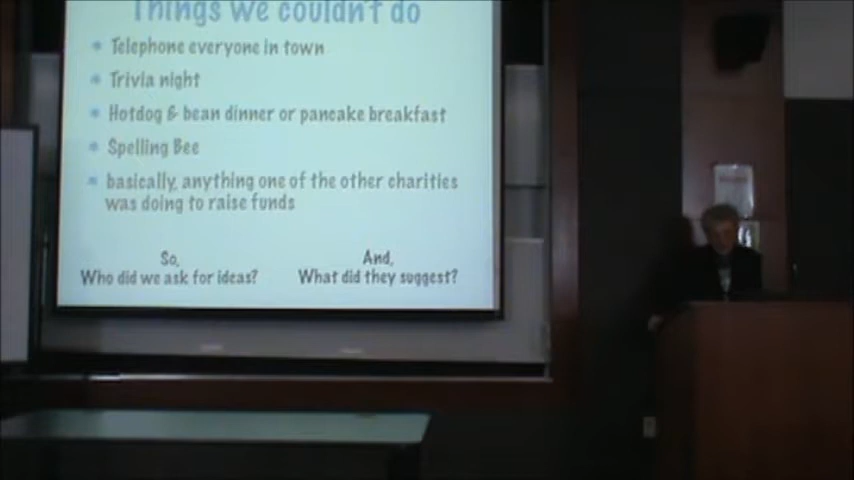 Things we couldn't do
Telephone everyone in town
Trivia night
Hotdog & bean dinner or pancake breakfast
Spelling Bee
basically, anything one of the other charities
was doing to raise funds
So,
Who did we ask for ideas?
And,
What did they suggest?